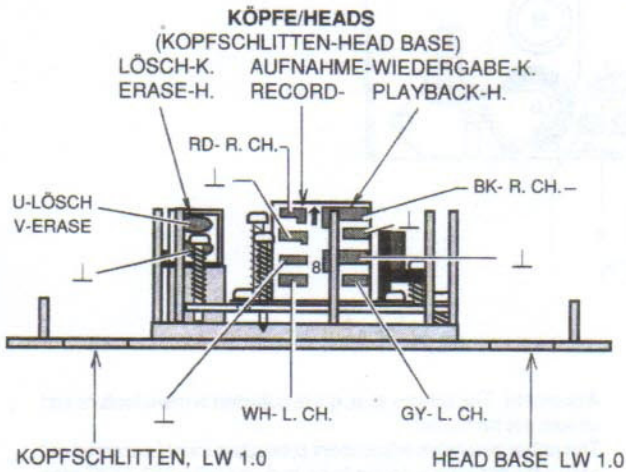 KÖPFE/HEADS
(KOPFSCHLITTEN-HEAD BASE)
LÖSCH-K. AUFNAHME-WIEDERGABE-K.
ERASE-H. RECORD- PLAYBACK-H.
RD- R. CH.
BK- R. CH.
U-LÖSCH
V-ERASE
8
WH- L. CH.
GY- L. CH.
KOPFSCHLITTEN, LW 1.0
HEAD BASE LW 1.0